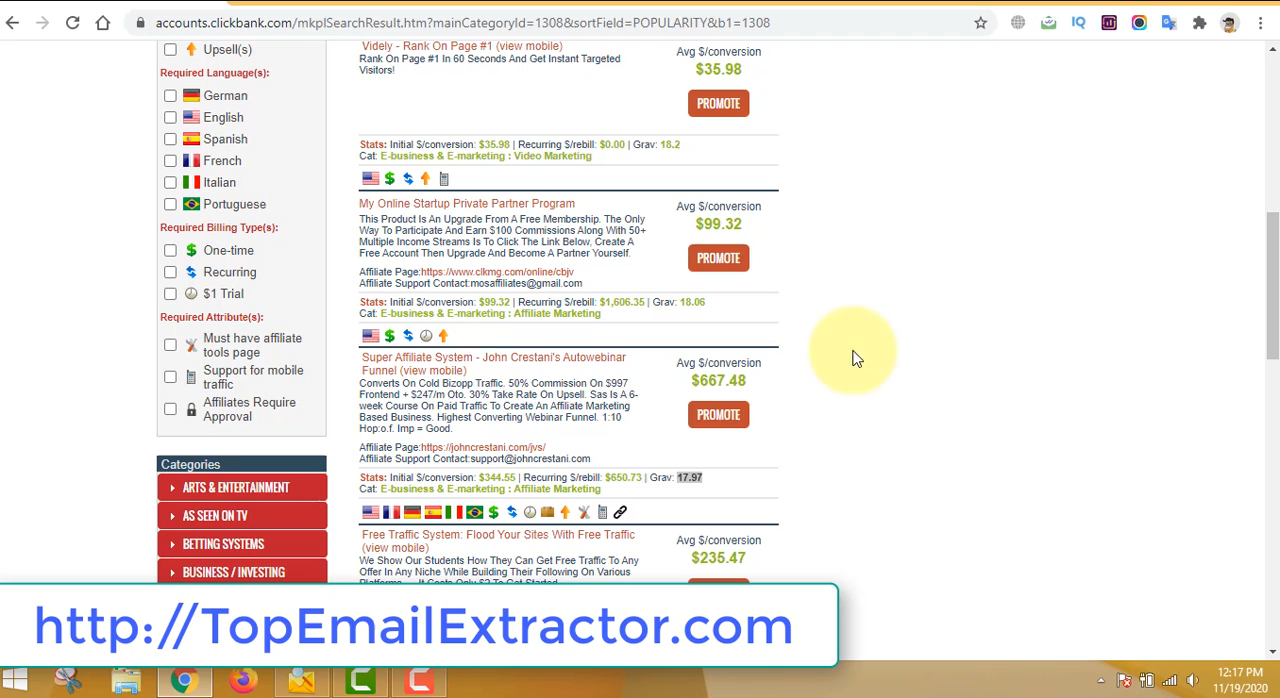 accounts.clickbank.com/mkplSearchResult.htm?mainCategoryId=1308&sortField=POPULARITY&b1=1308
Upsell(s)
Required Language(s):
German
English
Spanish
French
Italian
Portuguese
Required Billing Type(s):
One-time
Recurring
$1 Trial
Required Attribute(s):
Must have affiliate
tools page
Support for mobile
traffic
Affiliates Require
Approval
Categories
ARTS & ENTERTAINMENT
AS SEEN ON TV
BETTING SYSTEMS
BUSINESS / INVESTING
Videly - Rank On Page #1 (view mobile)
Rank On Page #1 In 60 Seconds And Get Instant Targeted
Visitors!
Avg $/conversion
$35.98
PROMOTE
Stats: Initial $/conversion: $35.98 | Recurring $/rebill: $0.00 | Grav: 18.2
Cat: E-business & E-marketing : Video Marketing
My Online Startup Private Partner Program
This Product Is An Upgrade From A Free Membership. The Only
Way To Participate And Earn $100 Commissions Along With 50+
Multiple Income Streams Is To Click The Link Below, Create A
Free Account Then Upgrade And Become A Partner Yourself.
Affiliate Page:https://www.clkmg.com/online/cbjv
Affiliate Support Contact:mosaffiliates@gmail.com
Avg $/conversion
$99.32
PROMOTE
Stats: Initial $/conversion: $99.32 | Recurring $/rebill: $1,606.35 | Grav: 18.06
Cat: E-business & E-marketing : Affiliate Marketing
Super Affiliate System - John Crestani's Autowebinar
Funnel (view mobile)
Converts On Cold Bizopp Traffic. 50% Commission On $997
Frontend + $247/m Oto. 30% Take Rate On Upsell. Sas Is A 6-
week Course On Paid Traffic To Create An Affiliate Marketing
Based Business. Highest Converting Webinar Funnel. 1:10
Hop:o.f. Imp = Good.
Affiliate Page:https://johncrestani.com/jvs/
Affiliate Support Contact:support@johncrestani.com
Avg $/conversion
$667.48
PROMOTE
Stats: Initial $/conversion: $344.55 | Recurring $/rebill: $650.73 | Grav: 17.97
Cat: E-business & E-marketing : Affiliate Marketing
Free Traffic System: Flood Your Sites With Free Traffic
(view mobile)
We Show Our Students How They Can Get Free Traffic To Any
Offer In Any Niche While Building Their Following On Various
Avg $/conversion
$235.47
http://TopEmailExtractor.com
12:17 PM
11/19/2020